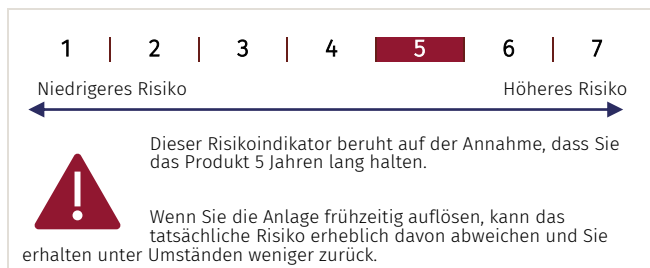 1 2 3 4 5 6 7
Niedrigeres Risiko Höheres Risiko
Dieser Risikoindikator beruht auf der Annahme, dass Sie
das Produkt 5 Jahren lang halten.
Wenn Sie die Anlage frühzeitig auflösen, kann das
tatsächliche Risiko erheblich davon abweichen und Sie
erhalten unter Umständen weniger zurück.